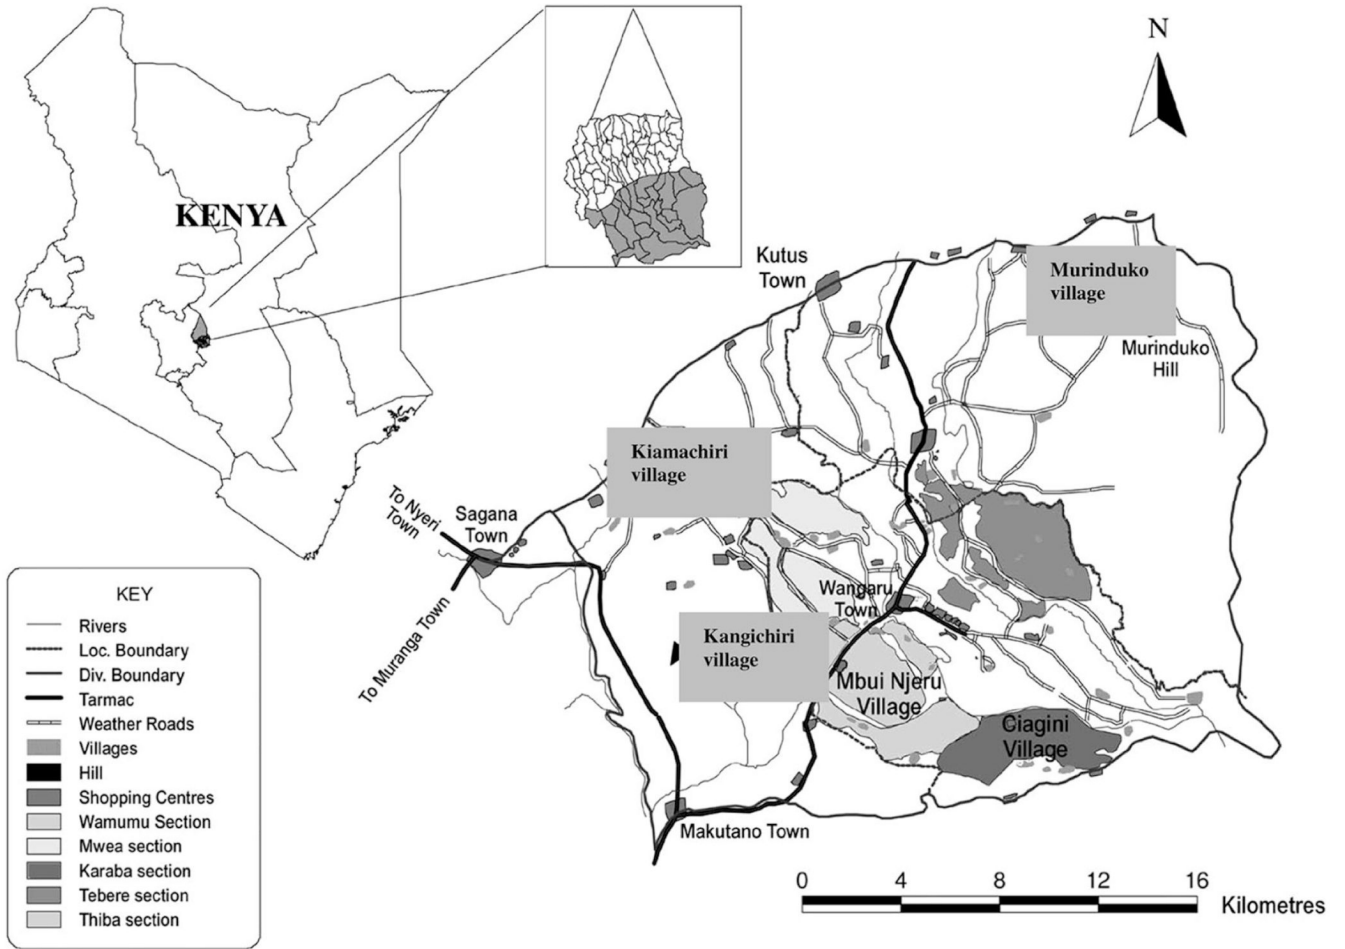 N
KENYA
Kutus
Town
Murinduko
village
Murinduko
Hill
Kiamachiri
village
To Nyeri
Town
Sagana
Town
To Muranga Town
Wangaru
Town
Kangichiri
village
Mbui Njeru
Village
Ciagini
Village
Makutano Town
KEY
Rivers
Loc. Boundary
Div. Boundary
Tarmac
Weather Roads
Villages
Hill
Shopping Centres
Wamumu Section
Mwea section
Karaba section
Tebere section
Thiba section
0 4 8 12 16
Kilometres